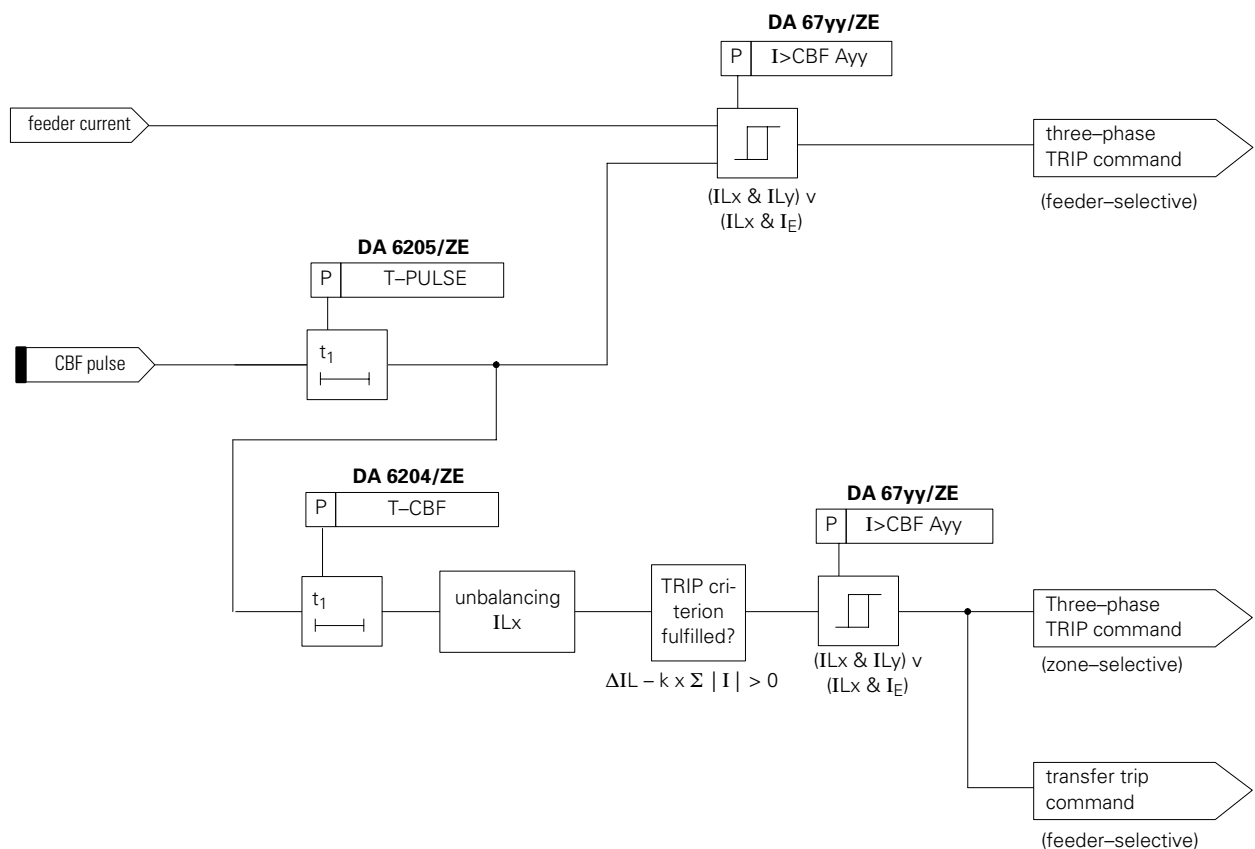 DA 67yy/ZE
P I>CBF Ayy
feeder current
three–phase
TRIP command
(feeder–selective)
(ILx & ILy) v
(ILx & IE)
DA 6205/ZE
P T–PULSE
CBF pulse
t1
DA 6204/ZE
P T–CBF
DA 67yy/ZE
P I>CBF Ayy
t1
unbalancing
ILx
TRIP cri-
terion
fulfilled?
ΔIL – k x Σ | I | > 0
(ILx & ILy) v
(ILx & IE)
Three–phase
TRIP command
(zone–selective)
transfer trip
command
(feeder–selective)